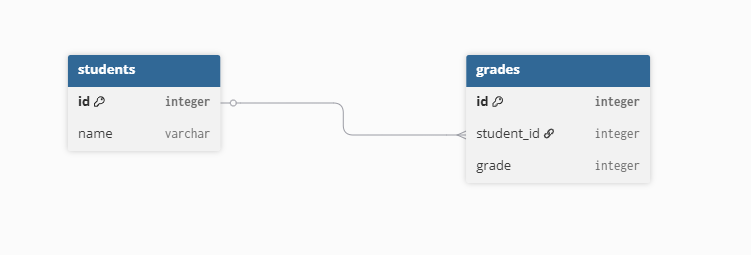 students
id integer
name varchar
grades
id integer
student_id integer
grade integer